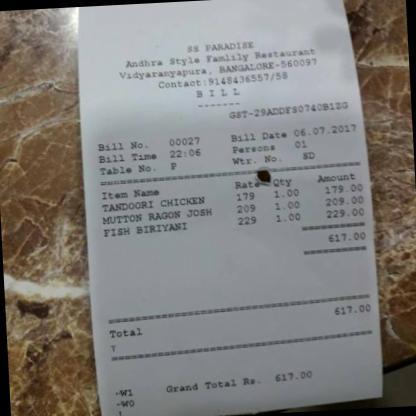 SS PARADISE
Andhra Style Famlily Restaurant
Vidyaranyapura, BANGALORE-560097
Contact:9148436557/58
B I L L
-------
GST-29ADDFS0740B1ZG
Bill No. 00027 Bill Date 06.07.2017
Bill Time 22:06 Persons 01
Table No. P Wtr. No. SD
Item Name Rate Qty Amount
TANDOORI CHICKEN 179 1.00 179.00
MUTTON RAGON JOSH 209 1.00 209.00
FISH BIRIYANI 229 1.00 229.00
617.00
617.00
Total
T
-W1 Grand Total Rs. 617.00
-W0